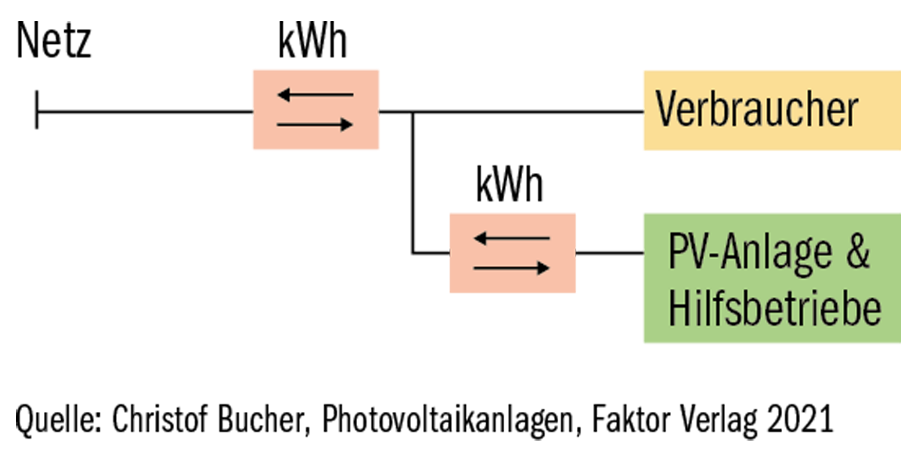 Netz
kWh
Verbraucher
kWh
PV-Anlage &
Hilfsbetriebe
Quelle: Christof Bucher, Photovoltaikanlagen, Faktor Verlag 2021